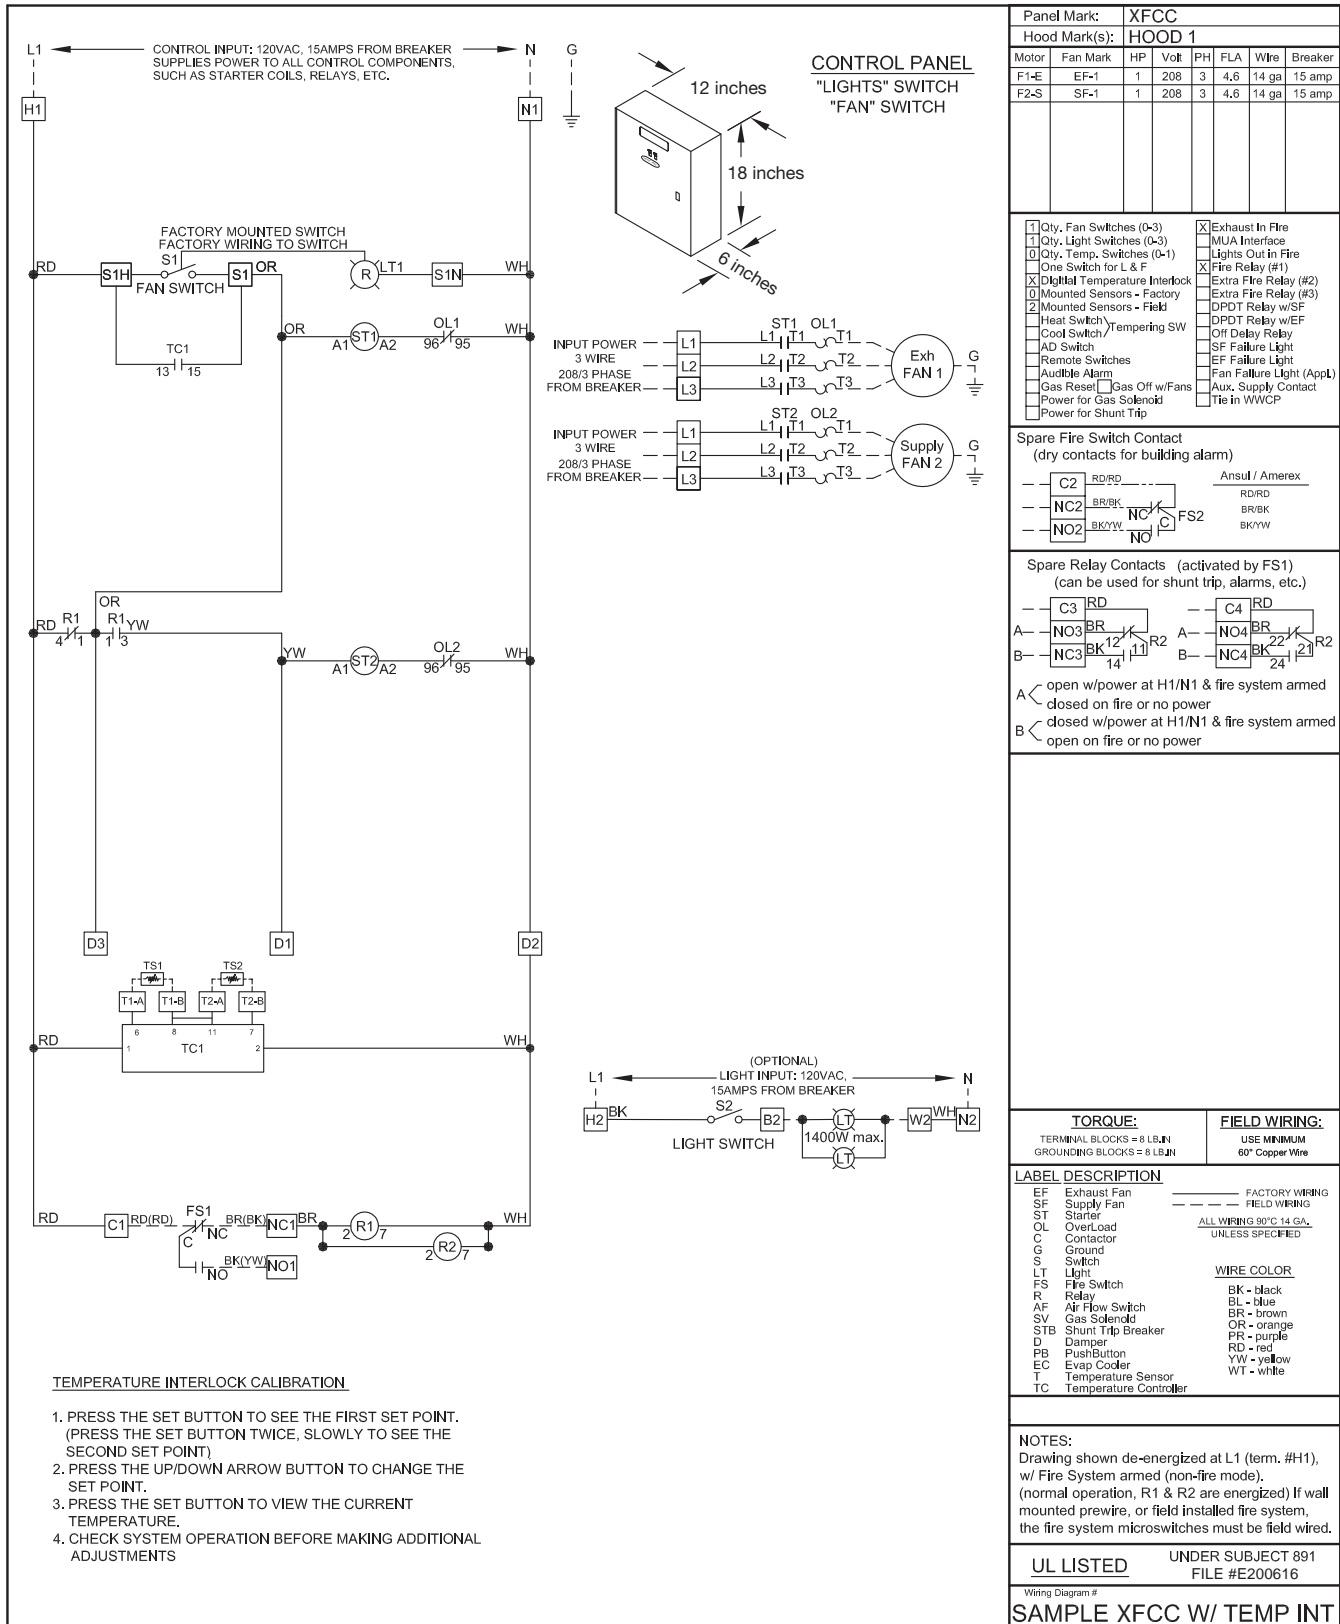 L1
CONTROL INPUT: 120VAC, 15AMPS FROM BREAKER
SUPPLIES POWER TO ALL CONTROL COMPONENTS,
SUCH AS STARTER COILS, RELAYS, ETC.
N
G
H1
N1
CONTROL PANEL
"LIGHTS" SWITCH
"FAN" SWITCH
12 inches
18 inches
6 inches
FACTORY MOUNTED SWITCH
FACTORY WIRING TO SWITCH
RD
S1H
S1
FAN SWITCH
S1
OR
R
LT1
S1N
WH
TC1
13 15
OR
A1 ST1 A2
OL1
96 95
WH
INPUT POWER
3 WIRE
208/3 PHASE
FROM BREAKER
L1
L2
L3
ST1 OL1
L1 T1 T1
L2 T2 T2
L3 T3 T3
Exh
FAN 1
G
INPUT POWER
3 WIRE
208/3 PHASE
FROM BREAKER
L1
L2
L3
ST2 OL2
L1 T1 T1
L2 T2 T2
L3 T3 T3
Supply
FAN 2
G
OR
RD R1 R1 YW
4 1 1 3
YW
A1 ST2 A2
OL2
96 95
WH
D3
D1
D2
TS1
TS2
T1-A
T1-B
T2-A
T2-B
6 8 11 7
RD
1 TC1 2
WH
(OPTIONAL)
L1 LIGHT INPUT: 120VAC, N
15AMPS FROM BREAKER
H2 BK
S2
B2
LT
W2
WH
N2
LIGHT SWITCH
1400W max.
LT
RD
C1
RD(RD)
FS1
C
NC
BR(BK)
NC1
BR
2 R1 7
WH
2 R2 7
NO
BK(YW)
NO1
TEMPERATURE INTERLOCK CALIBRATION
1. PRESS THE SET BUTTON TO SEE THE FIRST SET POINT.
(PRESS THE SET BUTTON TWICE, SLOWLY TO SEE THE
SECOND SET POINT)
2. PRESS THE UP/DOWN ARROW BUTTON TO CHANGE THE
SET POINT.
3. PRESS THE SET BUTTON TO VIEW THE CURRENT
TEMPERATURE.
4. CHECK SYSTEM OPERATION BEFORE MAKING ADDITIONAL
ADJUSTMENTS
Panel Mark: XFCC
Hood Mark(s): HOOD 1
Motor Fan Mark HP Volt PH FLA Wire Breaker
F1-E EF-1 1 208 3 4.6 14 ga 15 amp
F2-S SF-1 1 208 3 4.6 14 ga 15 amp
1 Qty. Fan Switches (0-3)
1 Qty. Light Switches (0-3)
0 Qty. Temp. Switches (0-1)
One Switch for L & F
X Digitial Temperature Interlock
0 Mounted Sensors - Factory
2 Mounted Sensors - Field
Heat Switch
Cool Switch
Tempering SW
AD Switch
Remote Switches
Audible Alarm
Gas Reset Gas Off w/Fans
Power for Gas Solenoid
Power for Shunt Trip
X Exhaust in Fire
MUA Interface
Lights Out in Fire
X Fire Relay (#1)
Extra Fire Relay (#2)
Extra Fire Relay (#3)
DPDT Relay w/SF
DPDT Relay w/EF
Off Delay Relay
SF Failure Light
EF Failure Light
Fan Failure Light (Appl.)
Aux. Supply Contact
Tie in WWCP
Spare Fire Switch Contact
(dry contacts for building alarm)
C2 RD/RD
NC2 BR/BK NC
NO2 BK/YW NO C FS2
Ansul / Amerex
RD/RD
BR/BK
BK/YW
Spare Relay Contacts (activated by FS1)
(can be used for shunt trip, alarms, etc.)
C3 RD
A NO3 BR 12
B NC3 BK 14 11 R2
C4 RD
A NO4 BR 22
B NC4 BK 24 21 R2
A open w/power at H1/N1 & fire system armed
closed on fire or no power
B closed w/power at H1/N1 & fire system armed
open on fire or no power
TORQUE:
TERMINAL BLOCKS = 8 LB.IN
GROUNDING BLOCKS = 8 LB.IN
FIELD WIRING:
USE MINIMUM
60° Copper Wire
LABEL DESCRIPTION
EF Exhaust Fan
SF Supply Fan
ST Starter
OL OverLoad
C Contactor
G Ground
S Switch
LT Light
FS Fire Switch
R Relay
AF Air Flow Switch
SV Gas Solenoid
STB Shunt Trip Breaker
D Damper
PB PushButton
EC Evap Cooler
T Temperature Sensor
TC Temperature Controller
FACTORY WIRING
FIELD WIRING
ALL WIRING 90°C 14 GA.
UNLESS SPECIFIED
WIRE COLOR
BK - black
BL - blue
BR - brown
OR - orange
PR - purple
RD - red
YW - yellow
WT - white
NOTES:
Drawing shown de-energized at L1 (term. #H1),
w/ Fire System armed (non-fire mode).
(normal operation, R1 & R2 are energized) If wall
mounted prewire, or field installed fire system,
the fire system microswitches must be field wired.
UL LISTED
UNDER SUBJECT 891
FILE #E200616
Wiring Diagram #
SAMPLE XFCC W/ TEMP INT